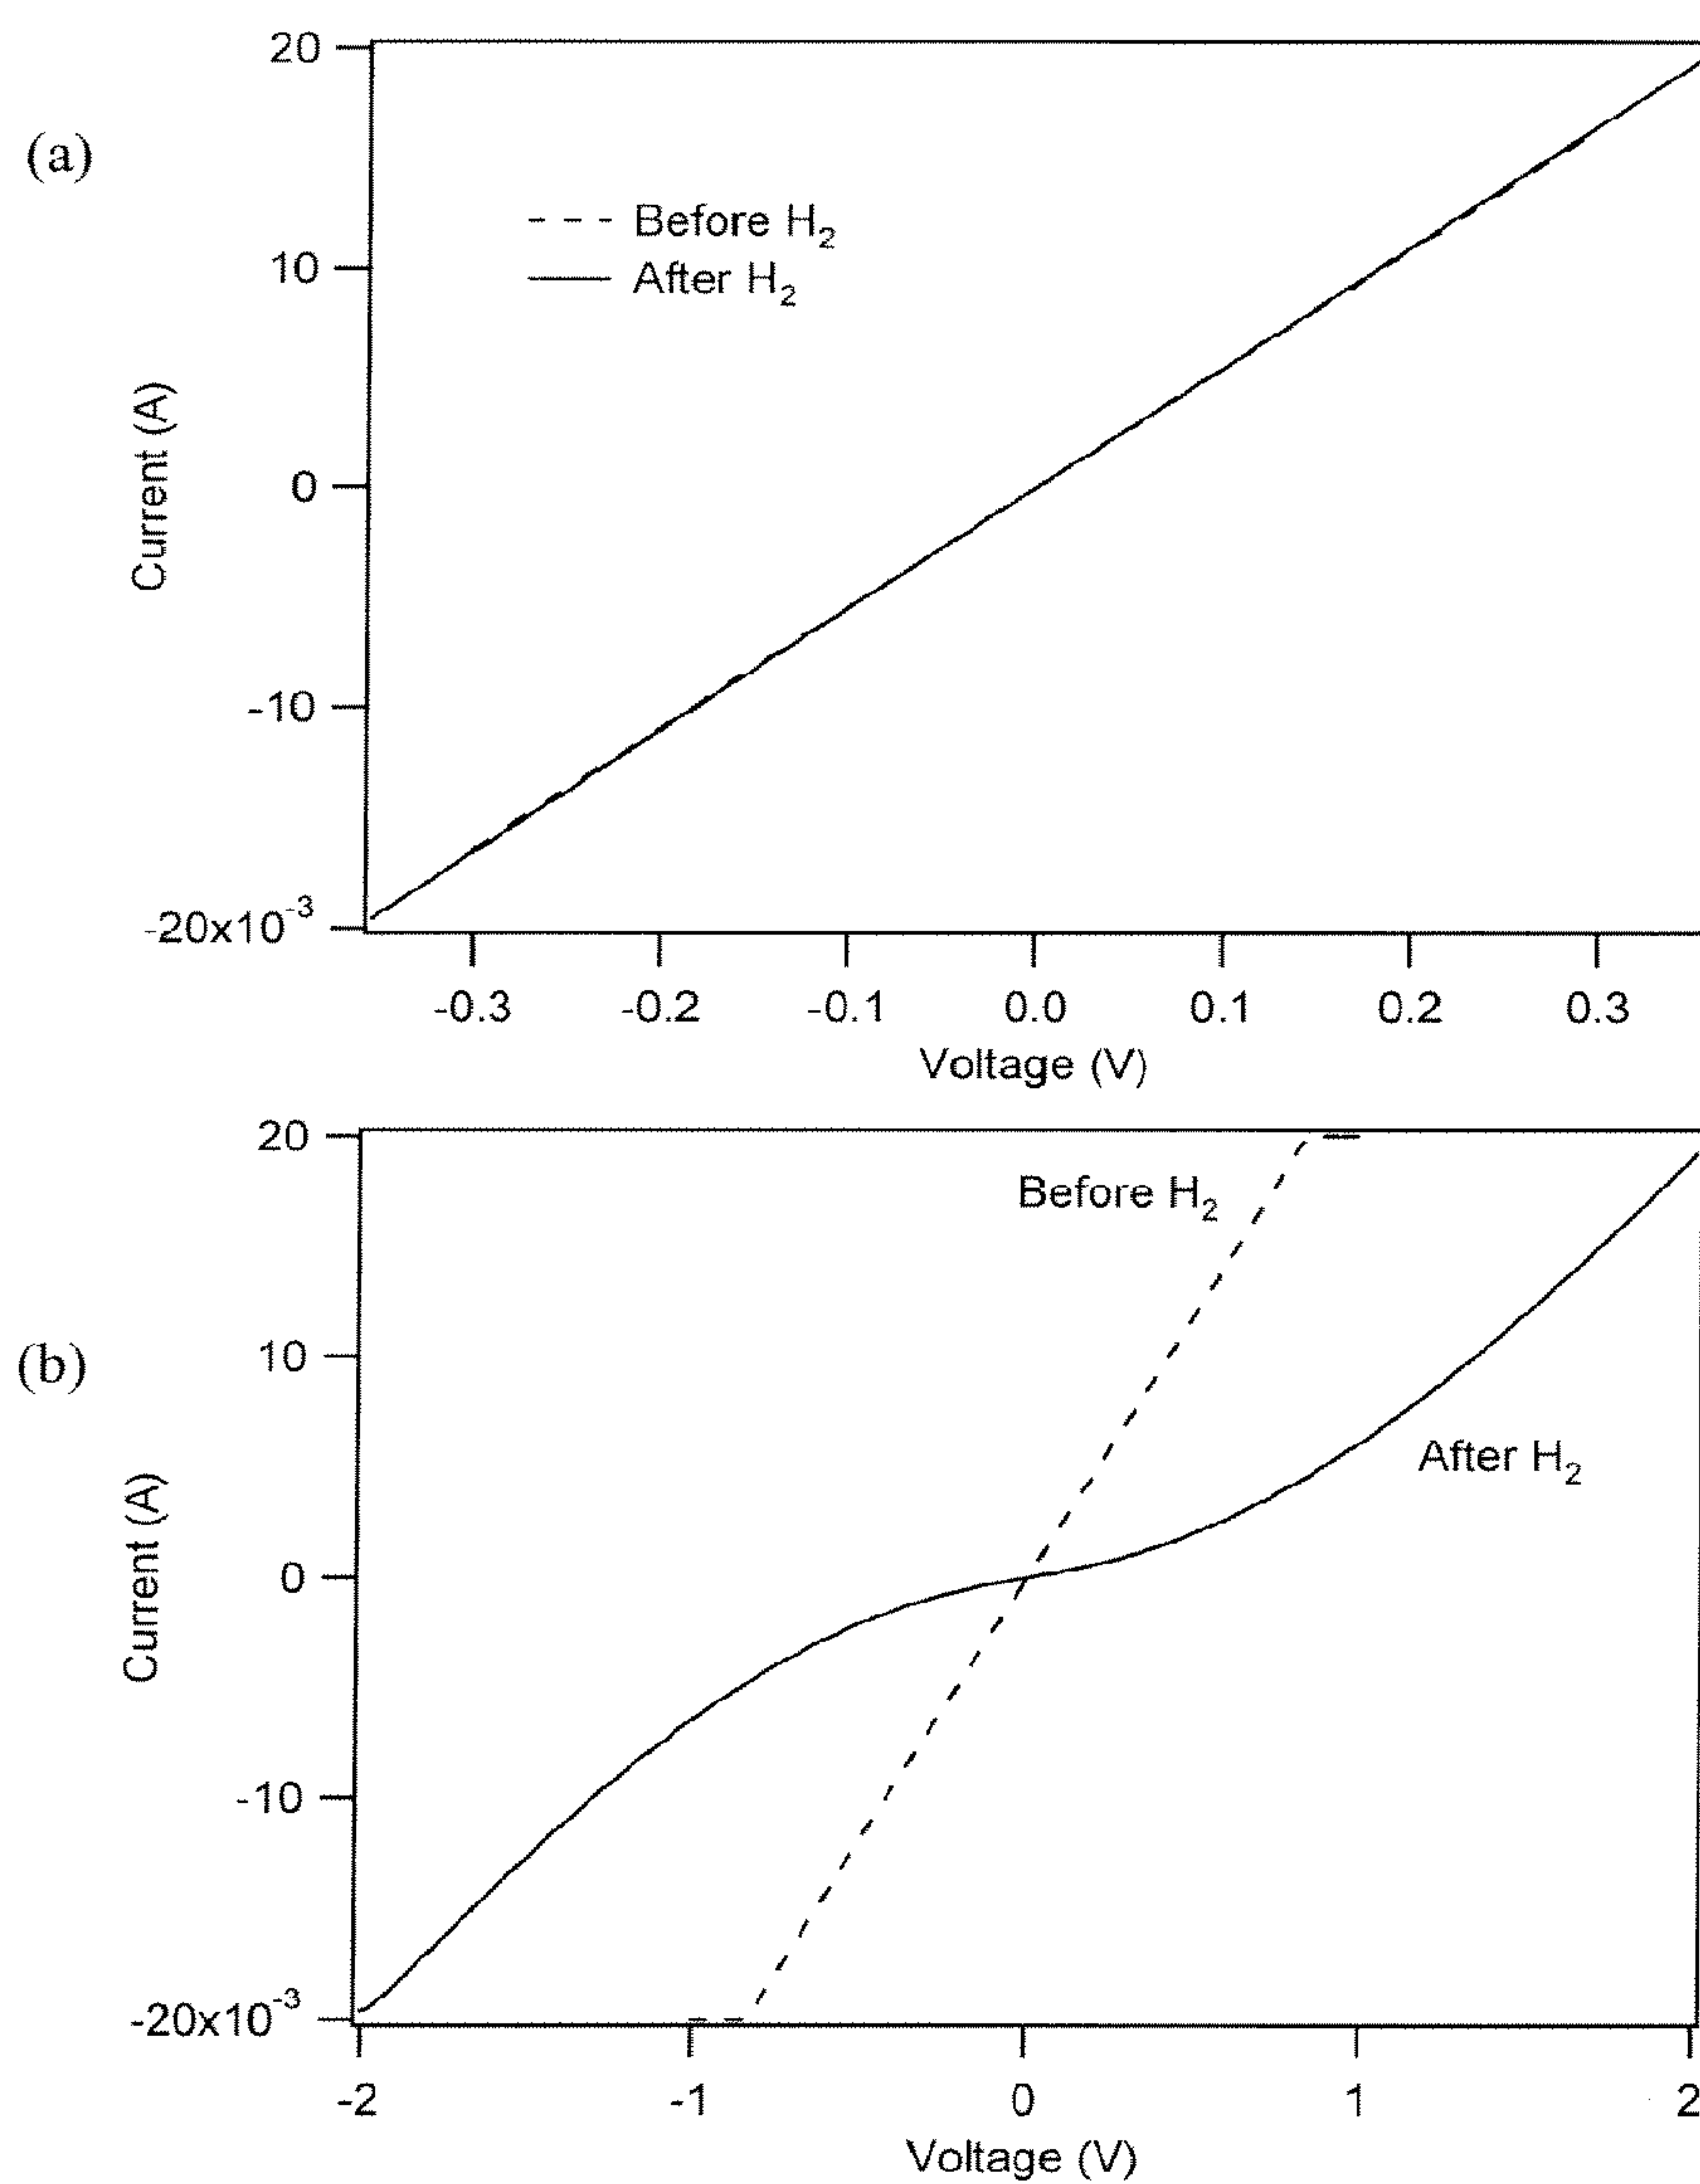 (a)
20
10
0
-10
-20x10⁻³
Current (A)
Before H₂
After H₂
-0.3 -0.2 -0.1 0.0 0.1 0.2 0.3
Voltage (V)
(b)
20
10
0
-10
-20x10⁻³
Current (A)
Before H₂
After H₂
-2 -1 0 1 2
Voltage (V)